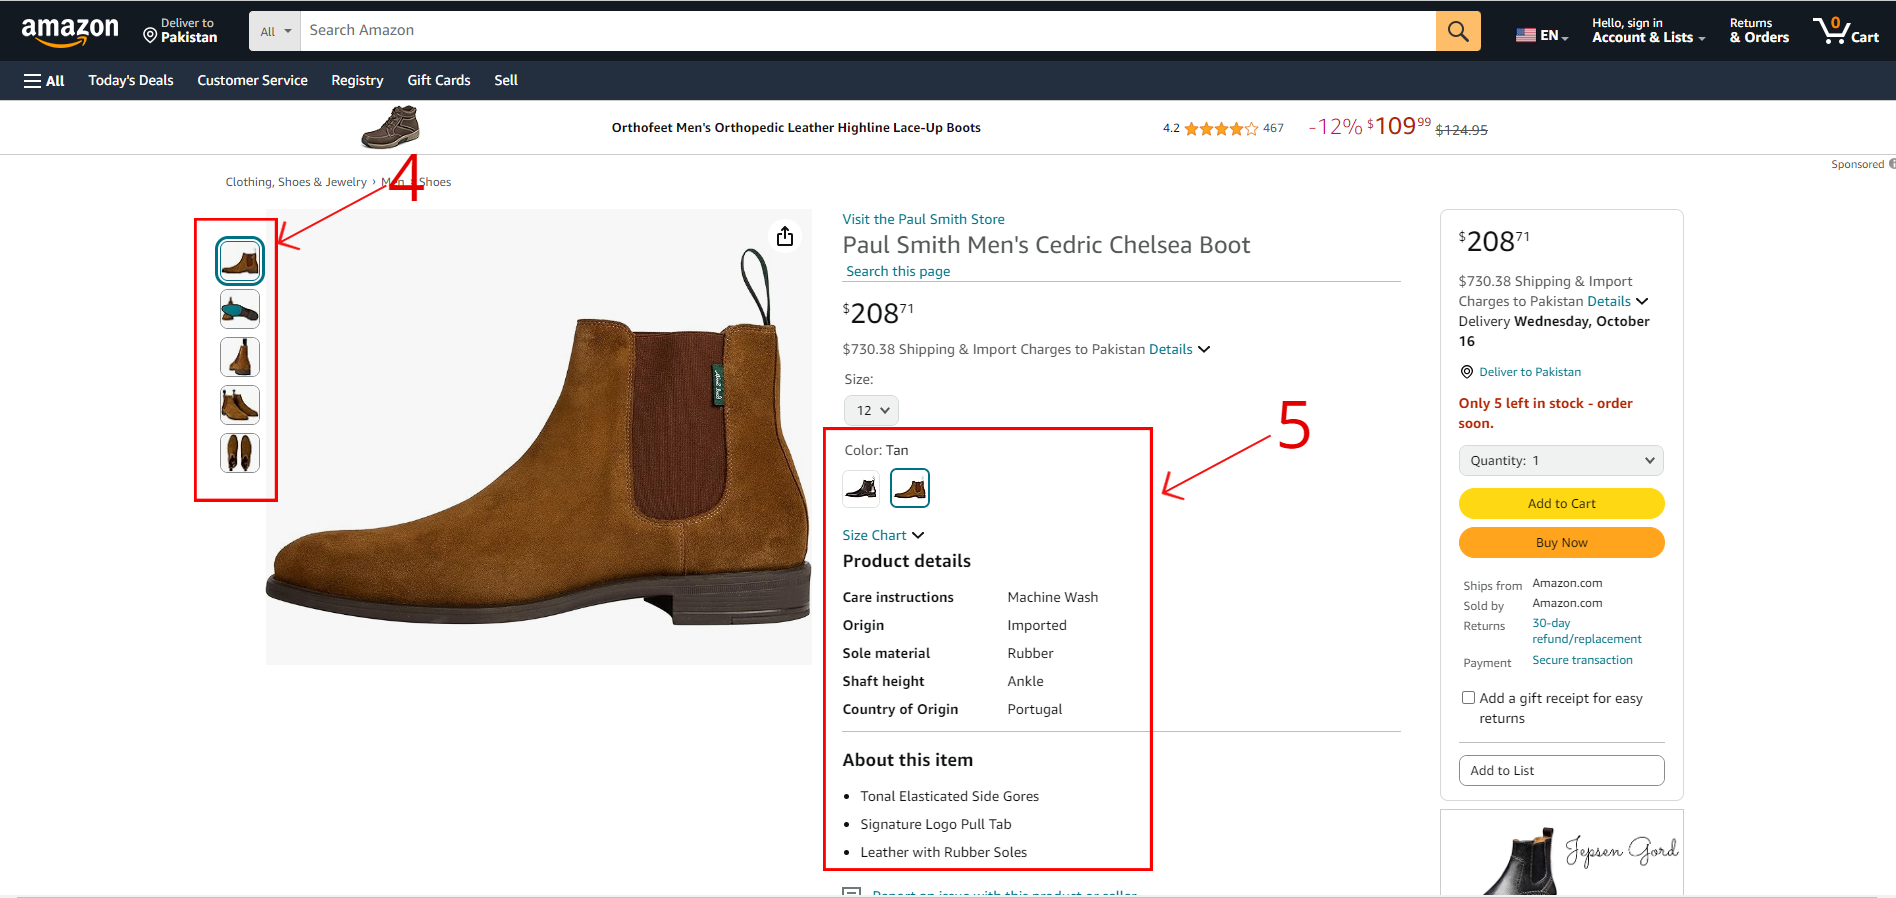 amazon
Deliver to
Pakistan
All
Search Amazon
EN
Hello, sign in
Account & Lists
Returns
& Orders
0
Cart
All
Today's Deals
Customer Service
Registry
Gift Cards
Sell
Orthofeet Men's Orthopedic Leather Highline Lace-Up Boots
4.2
467
-12% $109 99 $124.95
Sponsored
4
Clothing, Shoes & Jewelry › Men › Shoes
Visit the Paul Smith Store
Paul Smith Men's Cedric Chelsea Boot
Search this page
$208 71
$730.38 Shipping & Import Charges to Pakistan Details
Size:
12
5
Color: Tan
Size Chart
Product details
Care instructions Machine Wash
Origin Imported
Sole material Rubber
Shaft height Ankle
Country of Origin Portugal
About this item
• Tonal Elasticated Side Gores
• Signature Logo Pull Tab
• Leather with Rubber Soles
Report an issue with this product or seller
$208 71
$730.38 Shipping & Import
Charges to Pakistan Details
Delivery Wednesday, October
16
Deliver to Pakistan
Only 5 left in stock - order
soon.
Quantity: 1
Add to Cart
Buy Now
Ships from Amazon.com
Sold by Amazon.com
Returns 30-day
refund/replacement
Payment Secure transaction
Add a gift receipt for easy
returns
Add to List
Jepsen Gord